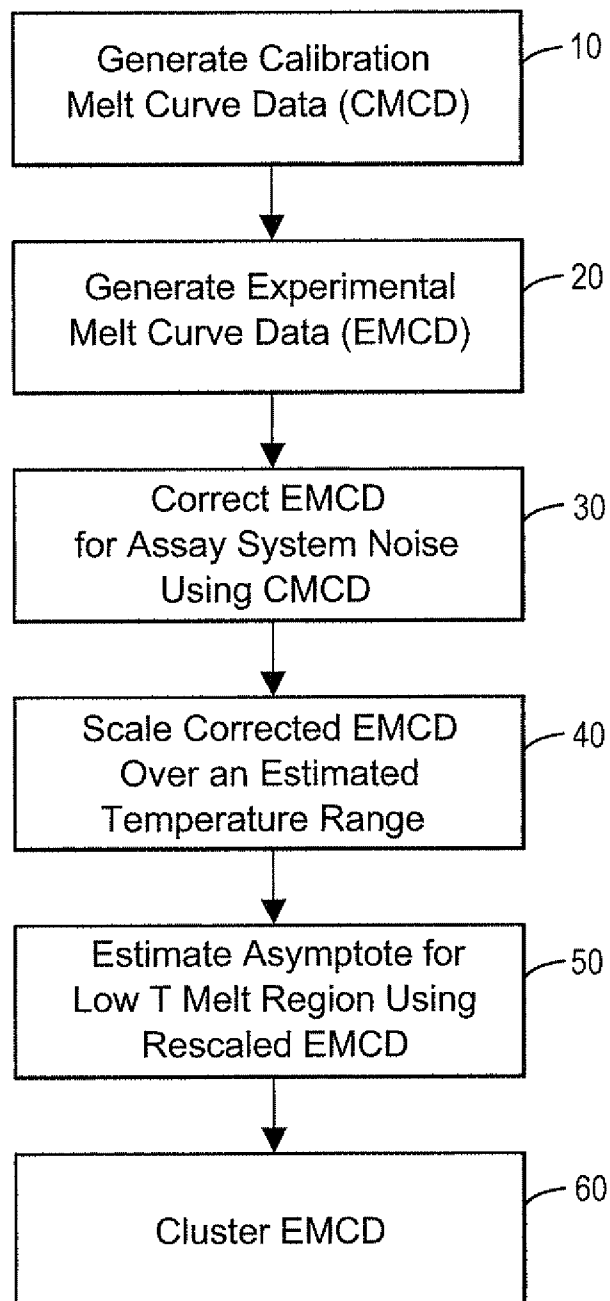 Generate Calibration
Melt Curve Data (CMCD)
10
Generate Experimental
Melt Curve Data (EMCD)
20
Correct EMCD
for Assay System Noise
Using CMCD
30
Scale Corrected EMCD
Over an Estimated
Temperature Range
40
Estimate Asymptote for
Low T Melt Region Using
Rescaled EMCD
50
Cluster EMCD
60